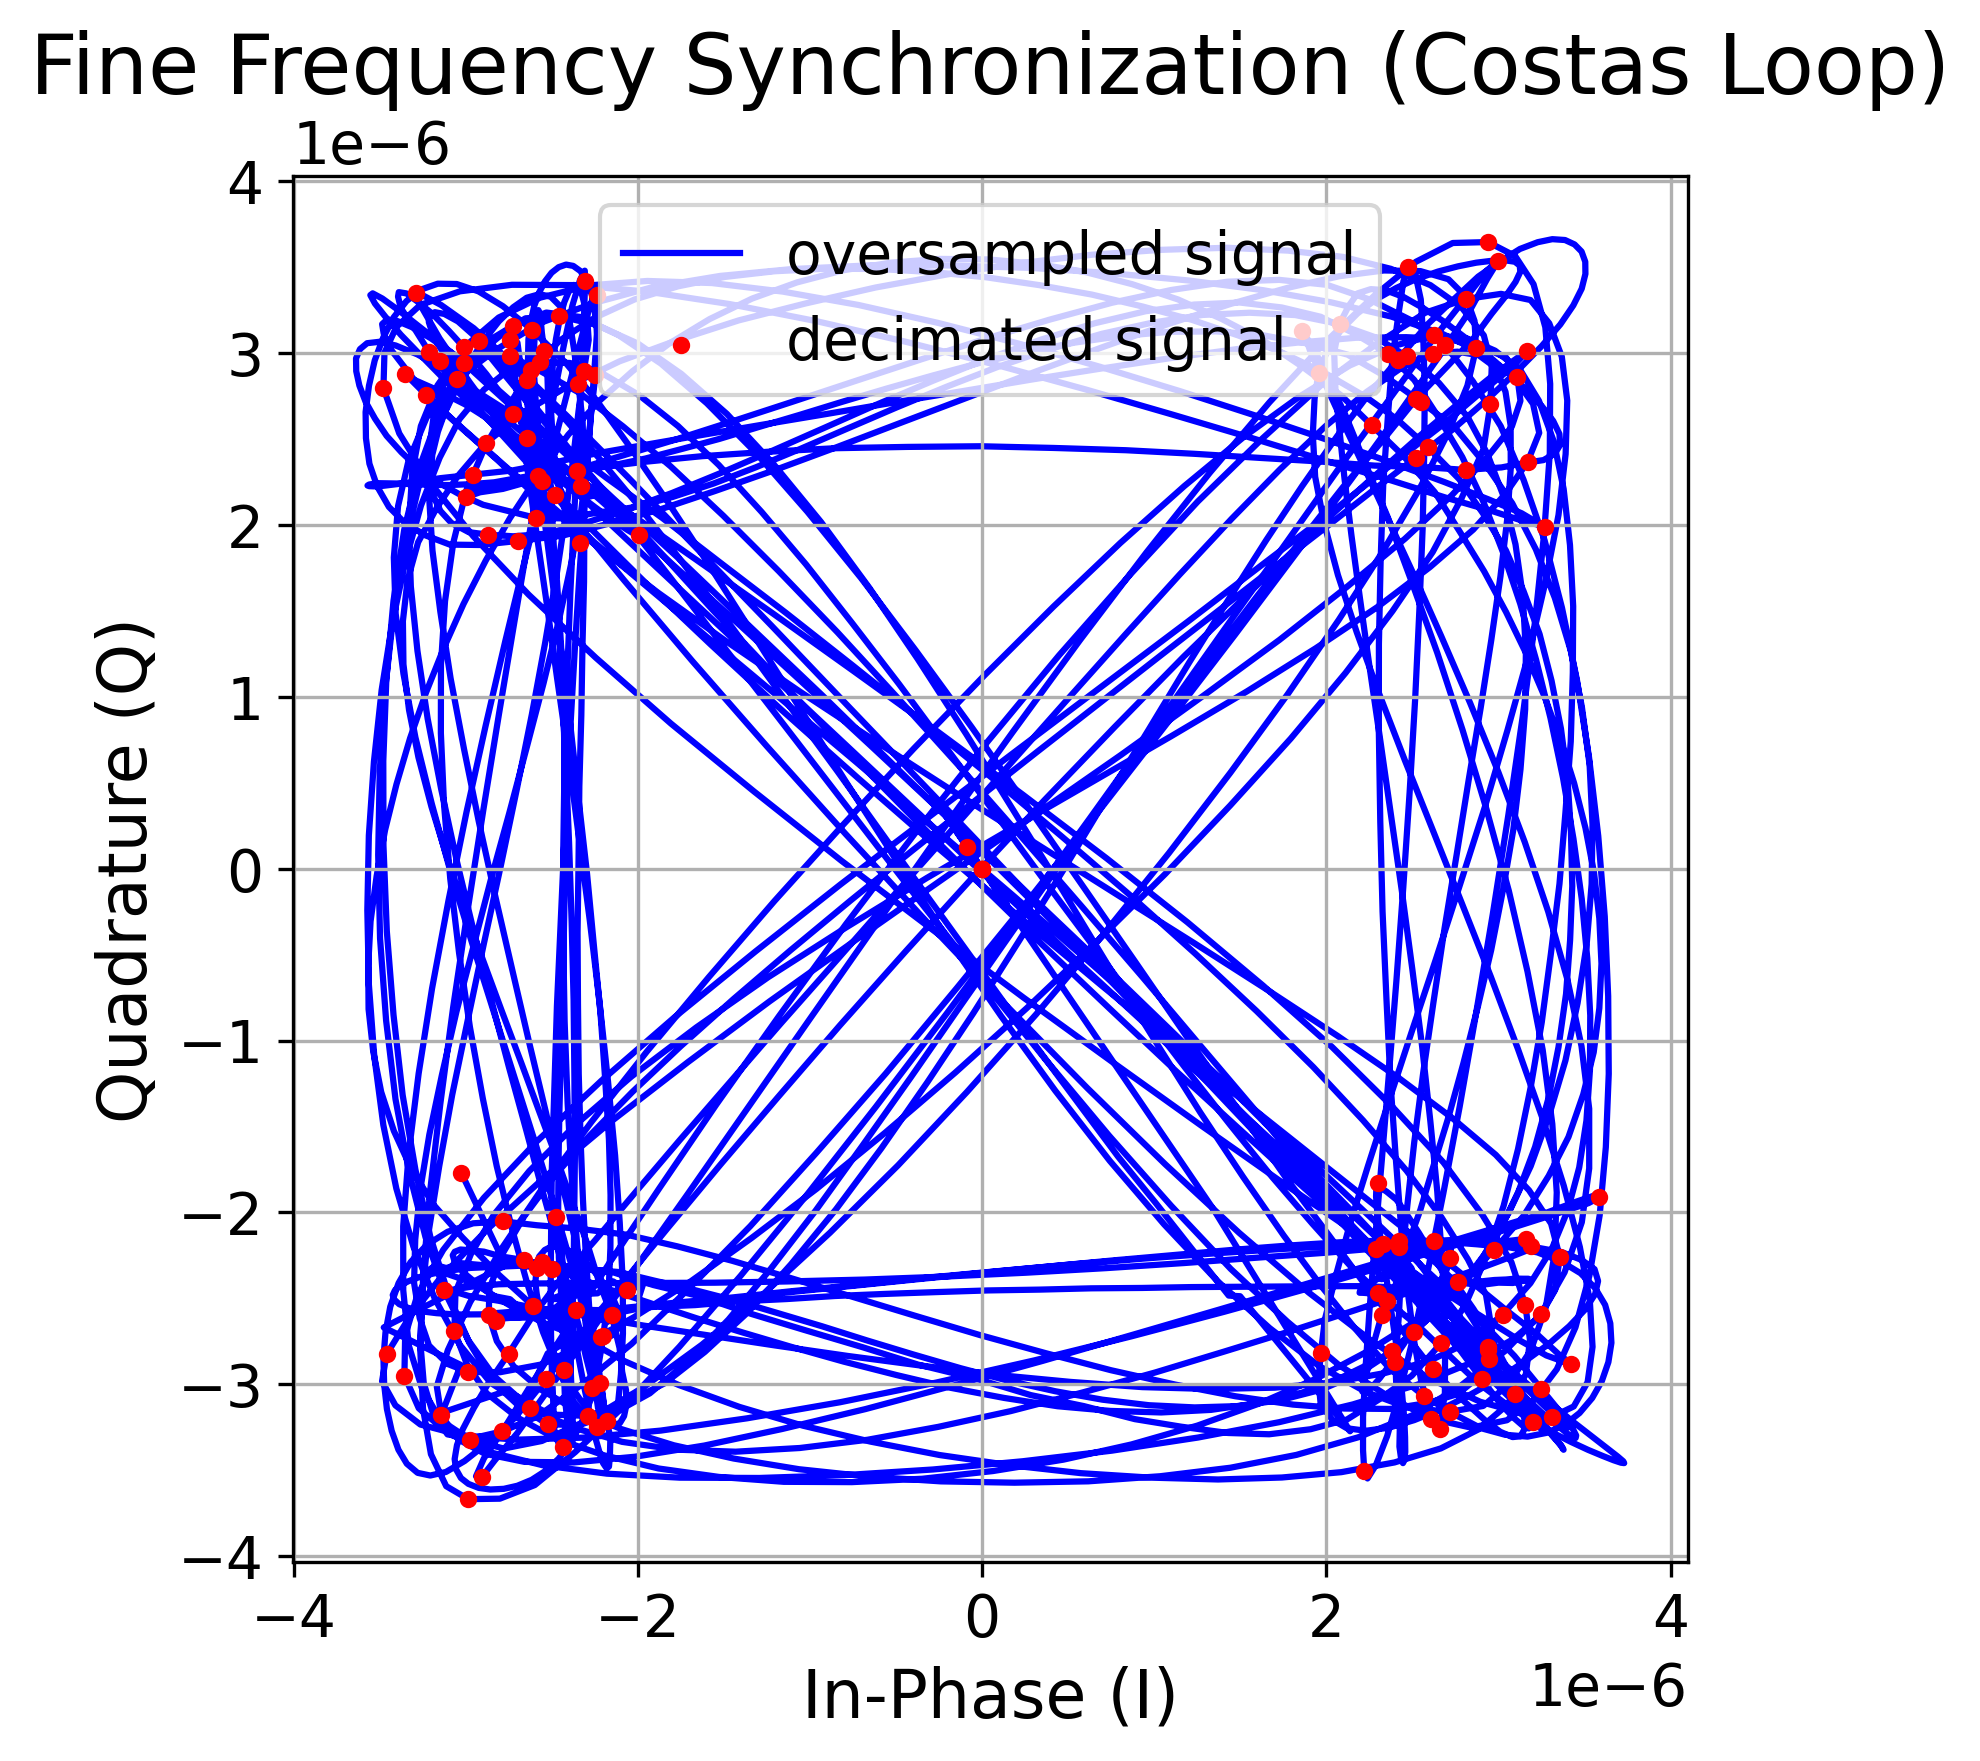 Fine Frequency Synchronization (Costas Loop)
1e−6
oversampled signal
decimated signal
4
3
2
1
0
−1
−2
−3
−4
Quadrature (Q)
−4 −2 0 2 4
In-Phase (I)
1e−6